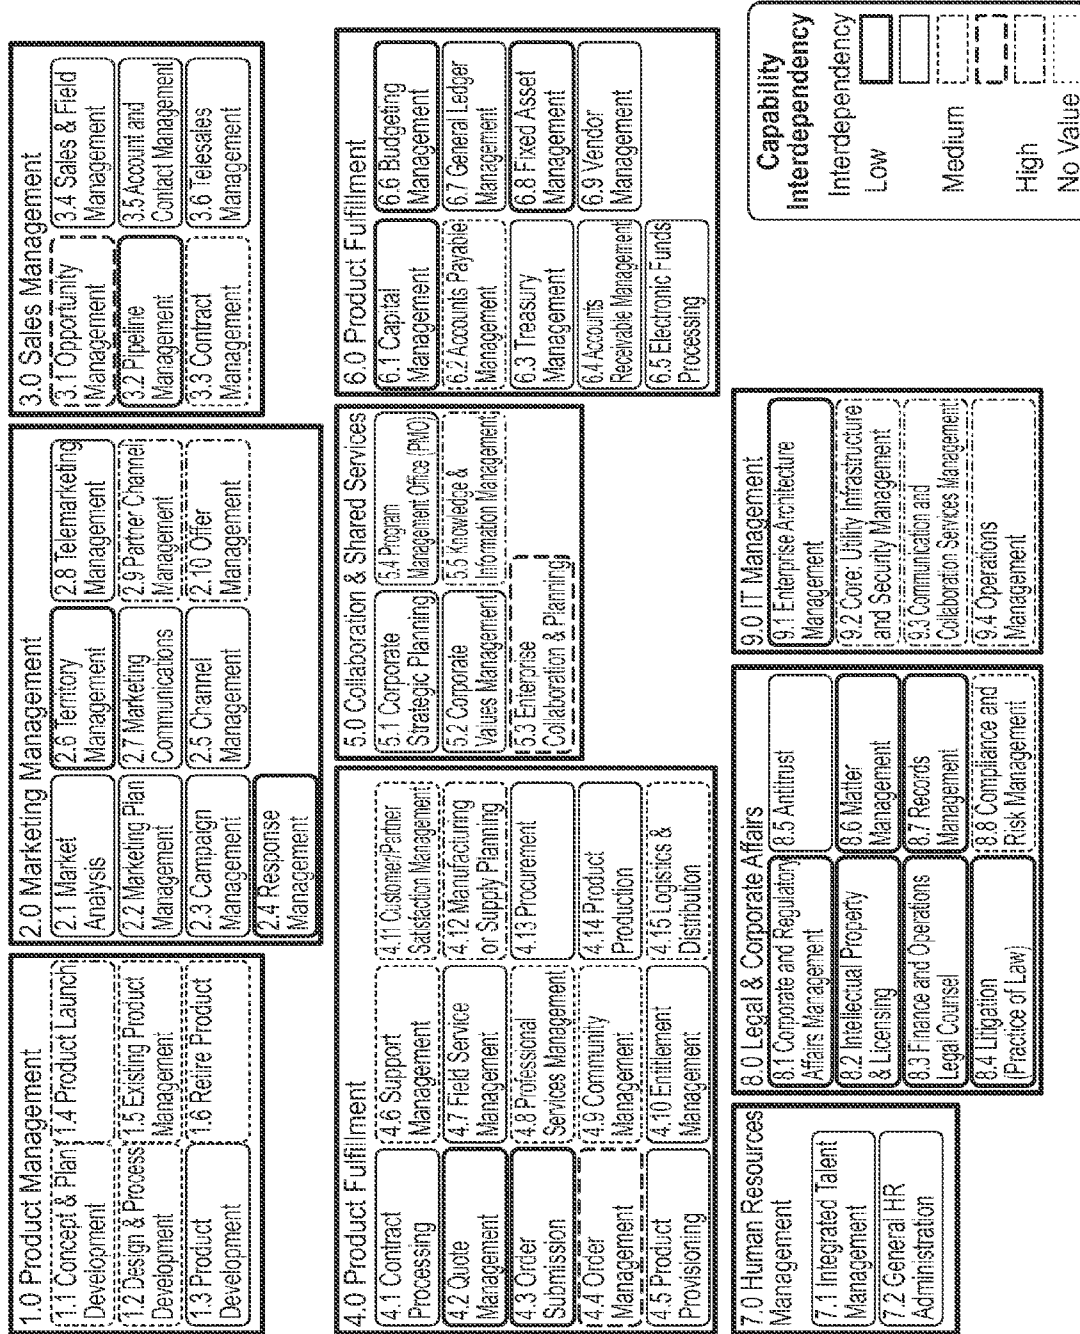 1.0 Product Management
1.1 Concept & Plan
Development
1.2 Design & Process
Development
1.3 Product
Development
1.4 Product Launch
1.5 Existing Product
Management
1.6 Retire Product
2.0 Marketing Management
2.1 Market
Analysis
2.2 Marketing Plan
Management
2.3 Campaign
Management
2.4 Response
Management
2.6 Territory
Management
2.7 Marketing
Communications
2.5 Channel
Management
2.8 Telemarketing
Management
2.9 Partner Channel
Management
2.10 Offer
Management
3.0 Sales Management
3.1 Opportunity
Management
3.2 Pipeline
Management
3.3 Contract
Management
3.4 Sales & Field
Management
3.5 Account and
Contact Management
3.6 Telesales
Management
4.0 Product Fulfillment
4.1 Contract
Processing
4.2 Quote
Management
4.3 Order
Submission
4.4 Order
Management
4.5 Product
Provisioning
4.6 Support
Management
4.7 Field Service
Management
4.8 Professional
Services Management
4.9 Community
Management
4.10 Entitlement
Management
4.11 Customer/Partner
Satisfaction Management
4.12 Manufacturing
or Supply Planning
4.13 Procurement
4.14 Product
Production
4.15 Logistics &
Distribution
5.0 Collaboration & Shared Services
5.1 Corporate
Strategic Planning
5.2 Corporate
Values Management
5.3 Enterprise
Collaboration & Planning
5.4 Program
Management Office (PMO)
5.5 Knowledge &
Information Management
6.0 Product Fulfillment
6.1 Capital
Management
6.2 Accounts Payable
Management
6.3 Treasury
Management
6.4 Accounts
Receivable Management
6.5 Electronic Funds
Processing
6.6 Budgeting
Management
6.7 General Ledger
Management
6.8 Fixed Asset
Management
6.9 Vendor
Management
7.0 Human Resources
Management
7.1 Integrated Talent
Management
7.2 General HR
Administration
8.0 Legal & Corporate Affairs
8.1 Corporate and Regulatory
Affairs Management
8.2 Intellectual Property
& Licensing
8.3 Finance and Operations
Legal Counsel
8.4 Litigation
(Practice of Law)
8.5 Antitrust
8.6 Matter
Management
8.7 Records
Management
8.8 Compliance and
Risk Management
9.0 IT Management
9.1 Enterprise Architecture
Management
9.2 Core: Utility Infrastructure
and Security Management
9.3 Communication and
Collaboration Services Management
9.4 Operations
Management
Capability
Interdependency
Interdependency
Low
Medium
High
No Value